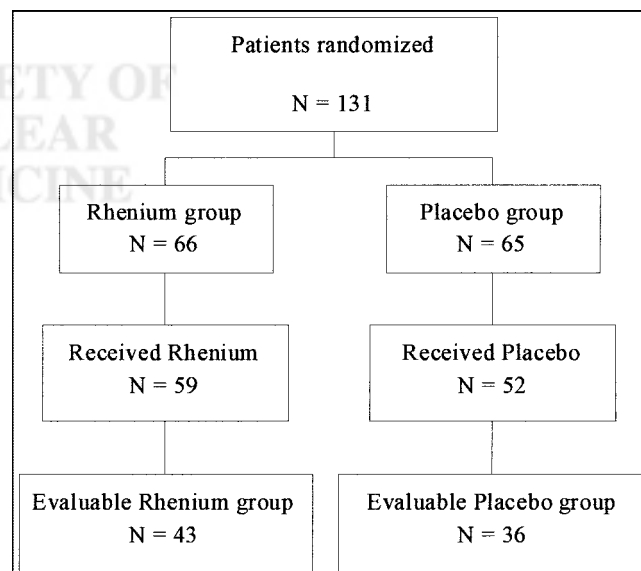 Patients randomized
N = 131
Rhenium group
N = 66
Placebo group
N = 65
Received Rhenium
N = 59
Received Placebo
N = 52
Evaluable Rhenium group
N = 43
Evaluable Placebo group
N = 36